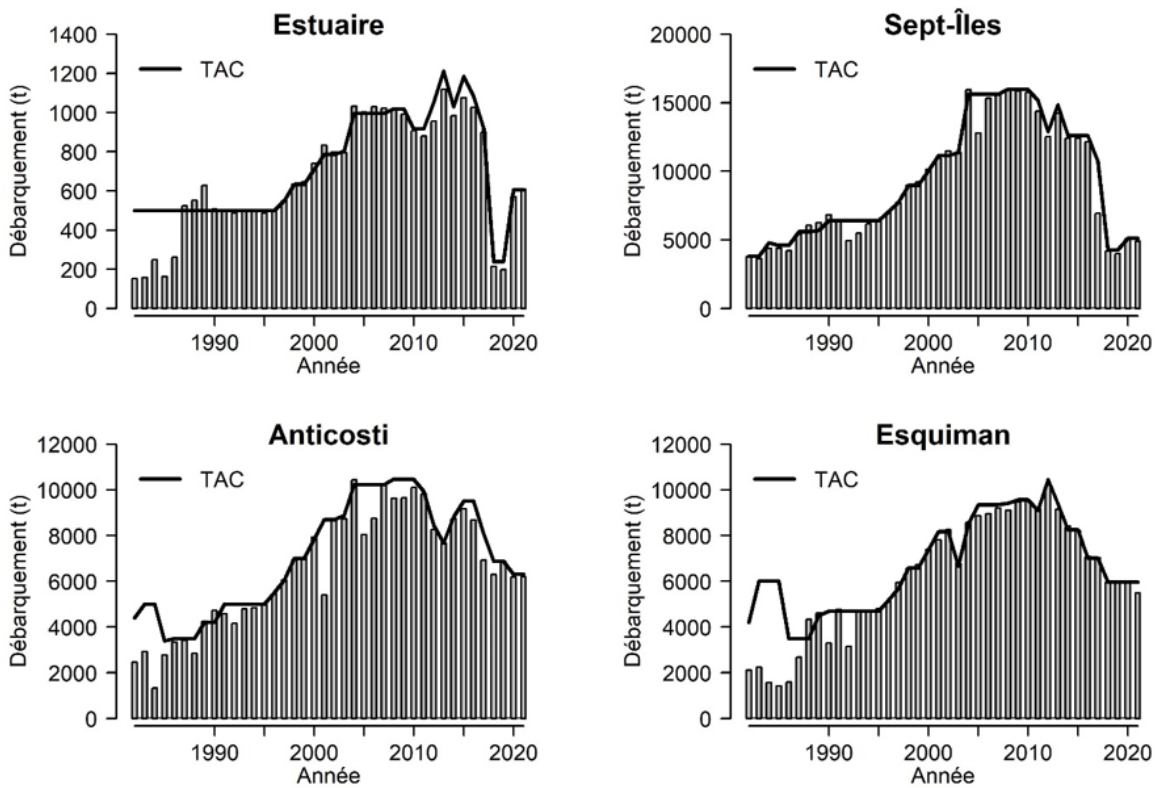 Estuaire
1400
1200
1000
800
600
400
200
0
TAC
Débarquement (t)
1990 2000 2010 2020
Année
Sept-Îles
20000
15000
10000
5000
0
TAC
Débarquement (t)
1990 2000 2010 2020
Année
Anticosti
12000
10000
8000
6000
4000
2000
0
TAC
Débarquement (t)
1990 2000 2010 2020
Année
Esquiman
12000
10000
8000
6000
4000
2000
0
TAC
Débarquement (t)
1990 2000 2010 2020
Année